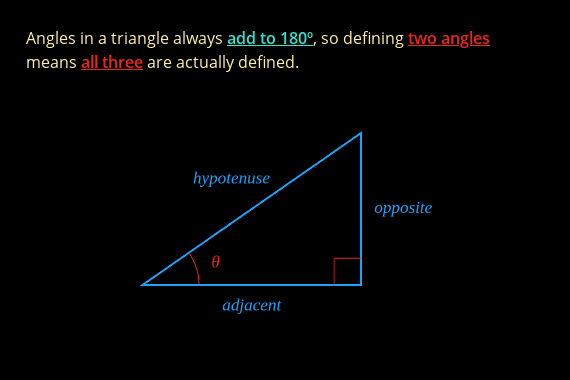 Angles in a triangle always add to 180º, so defining two angles
means all three are actually defined.
hypotenuse
opposite
θ
adjacent